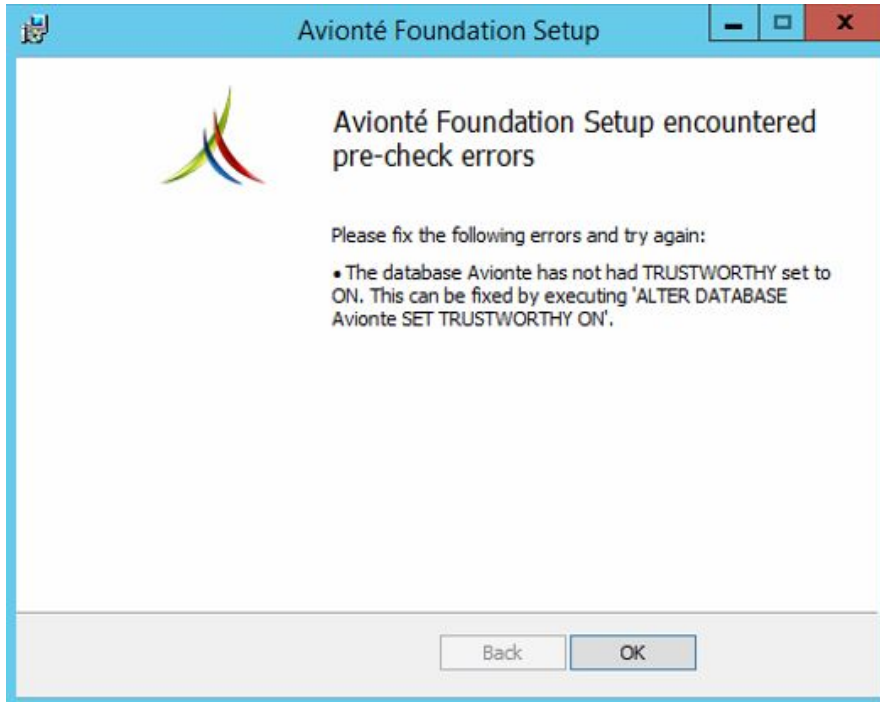 Avionté Foundation Setup
Avionté Foundation Setup encountered
pre-check errors
Please fix the following errors and try again:
• The database Avionte has not had TRUSTWORTHY set to
ON. This can be fixed by executing 'ALTER DATABASE
Avionte SET TRUSTWORTHY ON'.
Back
OK